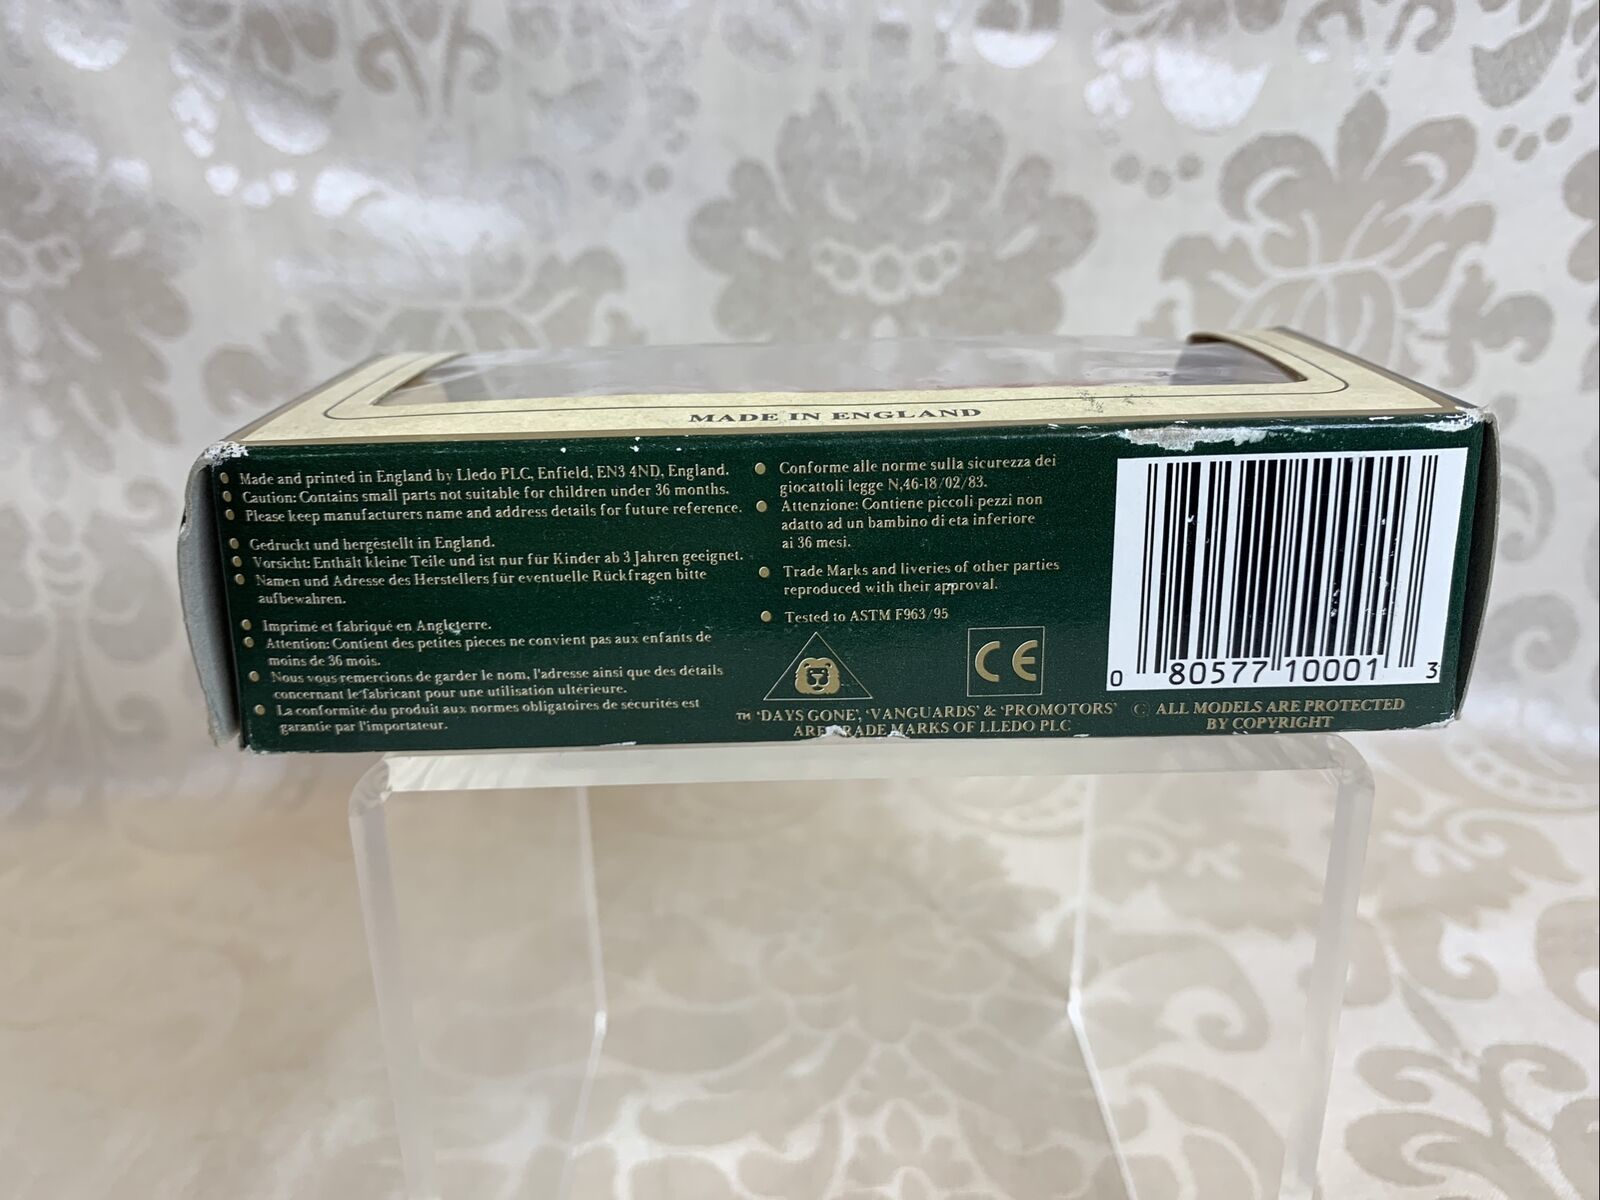 MADE IN ENGLAND
Made and printed in England by Lledo PLC, Enfield, EN3 4ND, England.
Caution: Contains small parts not suitable for children under 36 months.
Please keep manufacturers name and address details for future reference.
Gedruckt und hergestellt in England.
Vorsicht: Enthält kleine Teile und ist nur für Kinder ab 3 Jahren geeignet.
Namen und Adresse des Herstellers für eventuelle Rückfragen bitte
aufbewahren.
Imprimé et fabriqué en Angleterre.
Attention: Contient des petites pieces ne convient pas aux enfants de
moins de 36 mois.
Nous vous remercions de garder le nom, l'adresse ainsi que des détails
concernant le fabricant pour une utilisation ultérieure.
La conformité du produit aux normes obligatoires de sécurités est
garantie par l'importateur.
Conforme alle norme sulla sicurezza dei
giocattoli legge N,46-18/02/83.
Attenzione: Contiene piccoli pezzi non
adatto ad un bambino di eta inferiore
ai 36 mesi.
Trade Marks and liveries of other parties
reproduced with their approval.
Tested to ASTM F963/95
CE
TM 'DAYS GONE', 'VANGUARDS' & 'PROMOTORS'
ARE TRADE MARKS OF LLEDO PLC
0 80577 10001 3
© ALL MODELS ARE PROTECTED
BY COPYRIGHT